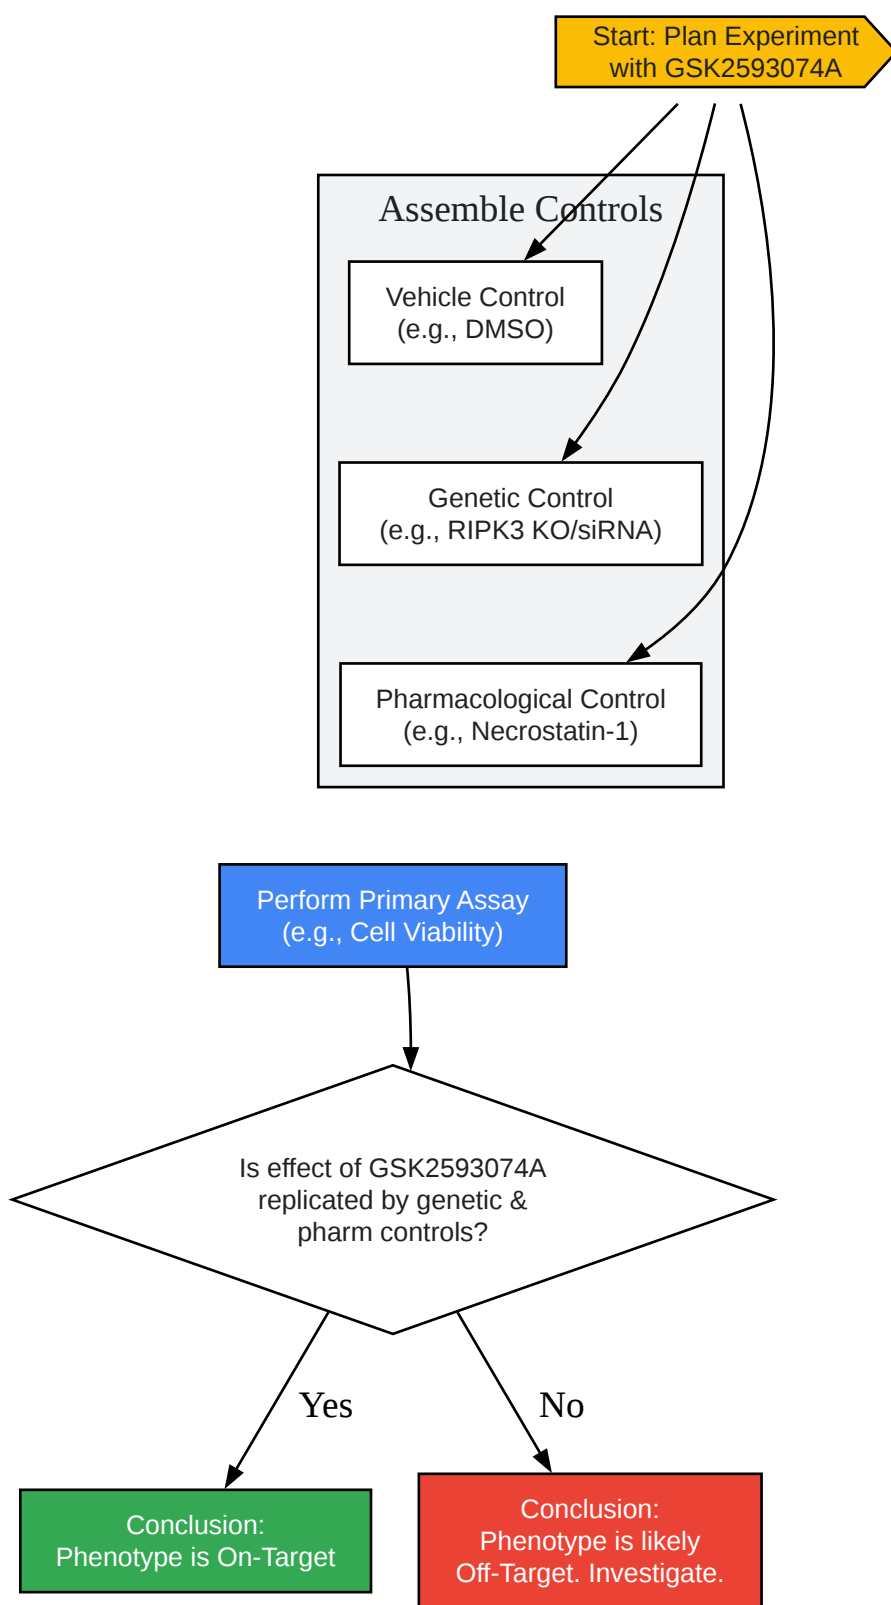 Start: Plan Experiment
with GSK2593074A
Assemble Controls
Vehicle Control
(e.g., DMSO)
Genetic Control
(e.g., RIPK3 KO/siRNA)
Pharmacological Control
(e.g., Necrostatin-1)
Perform Primary Assay
(e.g., Cell Viability)
Is effect of GSK2593074A
replicated by genetic &
pharm controls?
Yes
No
Conclusion:
Phenotype is On-Target
Conclusion:
Phenotype is likely
Off-Target. Investigate.